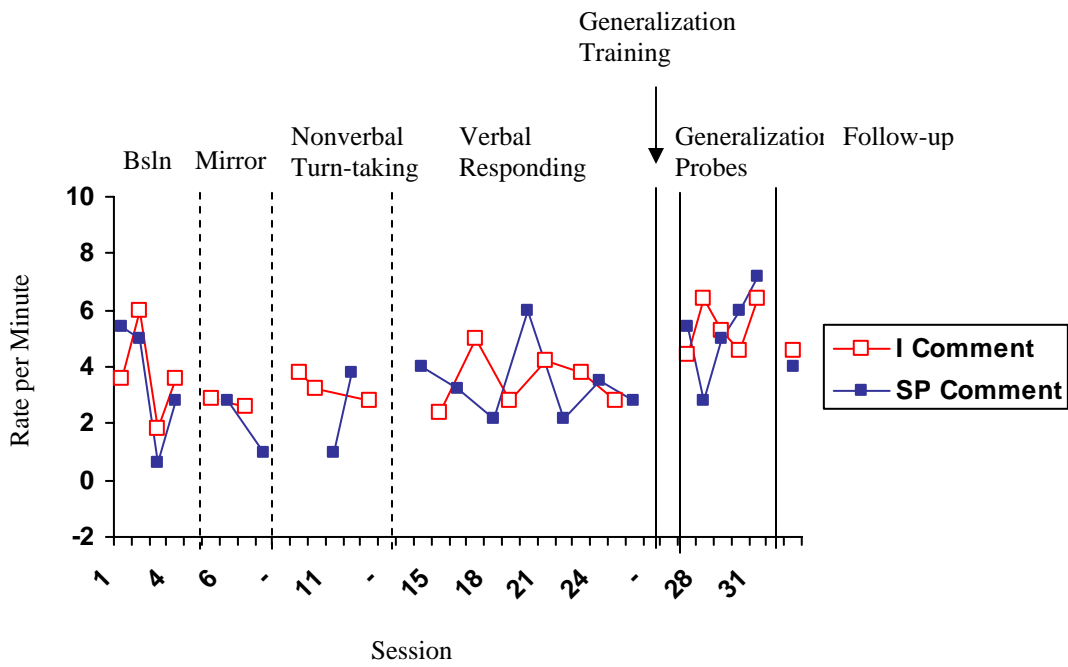 Generalization
Training
Nonverbal
Turn-taking
Verbal
Responding
Generalization
Probes
Follow-up
Bsln
Mirror
10
8
6
4
2
0
-2
Rate per Minute
1
4
6
-
11
-
15
18
21
24
-
28
31
Session
I Comment
SP Comment